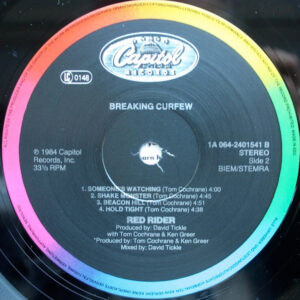 Capitol
RECORDS
LC 0148
BREAKING CURFEW
℗ 1984 Capitol
Records, Inc.
33⅓ RPM
1A 064-2401541 B
STEREO
Side 2
BIEM/STEMRA
1. SOMEONE'S WATCHING (Tom Cochrane) 4:00
2. SHAKE MONSTER (Tom Cochrane) 4:50
3. BEACON HILL (Tom Cochrane) 4:21
4. HOLD TIGHT (Tom Cochrane) 4:38
RED RIDER
Produced by: David Tickle
with Tom Cochrane & Ken Greer
*Produced by: Tom Cochrane & Ken Greer
Mixed by: David Tickle